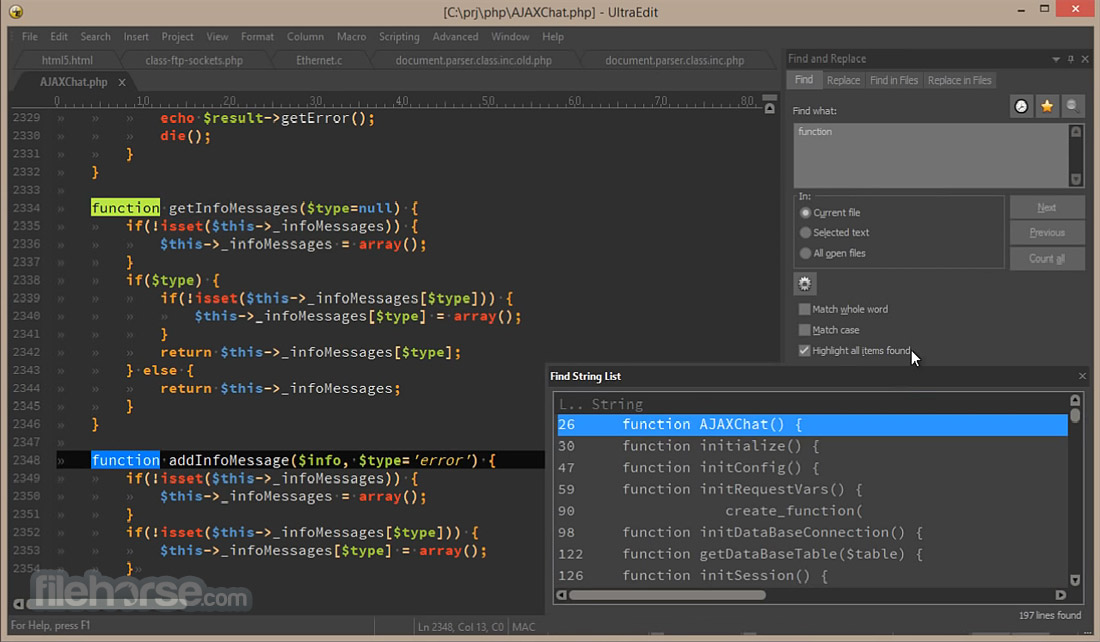 [C:\prj\php\AJAXChat.php] - UltraEdit
File Edit Search Insert Project View Format Column Macro Scripting Advanced Window Help
html5.html class-ftp-sockets.php Ethernet.c document.parser.class.inc.old.php document.parser.class.inc.php
AJAXChat.php
0 10 20 30 40 50 60 70 80
2329 echo $result->getError();
2330 die();
2331 }
2332 }
2333
2334 function getInfoMessages($type=null) {
2335 if(!isset($this->_infoMessages)) {
2336 $this->_infoMessages = array();
2337 }
2338 if($type) {
2339 if(!isset($this->_infoMessages[$type])) {
2340 $this->_infoMessages[$type] = array();
2341 }
2342 return $this->_infoMessages[$type];
2343 } else {
2344 return $this->_infoMessages;
2345 }
2346 }
2347
2348 function addInfoMessage($info, $type='error') {
2349 if(!isset($this->_infoMessages)) {
2350 $this->_infoMessages = array();
2351 }
2352 if(!isset($this->_infoMessages[$type])) {
2353 $this->_infoMessages[$type] = array();
2354 }
Find and Replace
Find Replace Find in Files Replace in Files
Find what:
function
In:
Current file
Selected text
All open files
Next
Previous
Count all
Match whole word
Match case
Highlight all items found
Find String List
L.. String
26 function AJAXChat() {
30 function initialize() {
47 function initConfig() {
59 function initRequestVars() {
90 create_function(
98 function initDataBaseConnection() {
122 function getDataBaseTable($table) {
126 function initSession() {
197 lines found
filehorse.com
For Help, press F1
Ln 2348, Col 13, C0 MAC